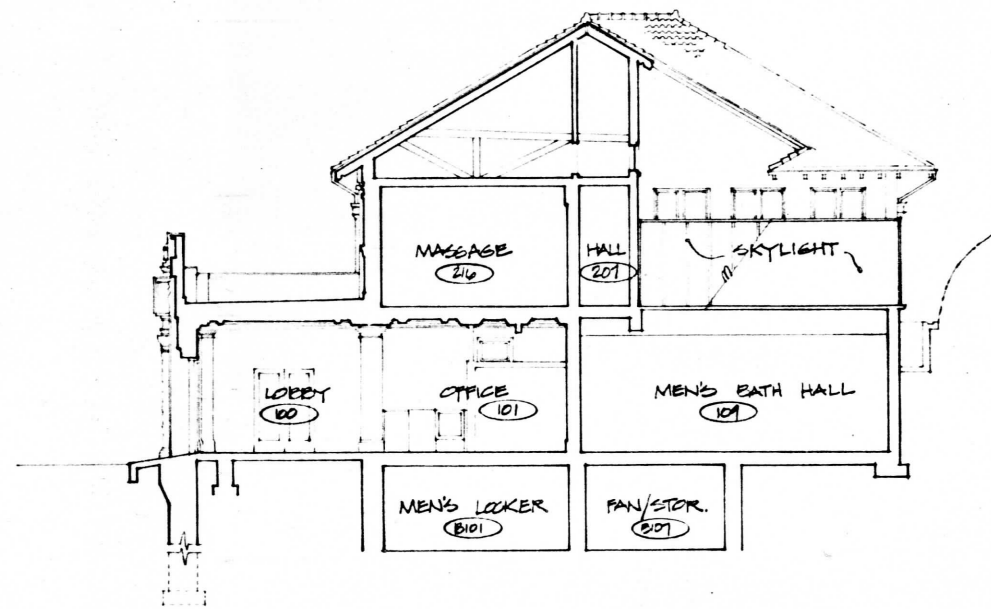 MASSAGE
216
HALL
207
SKYLIGHT
LOBBY
100
OFFICE
101
MEN'S BATH HALL
109
MEN'S LOCKER
B101
FAN/STOR.
B107